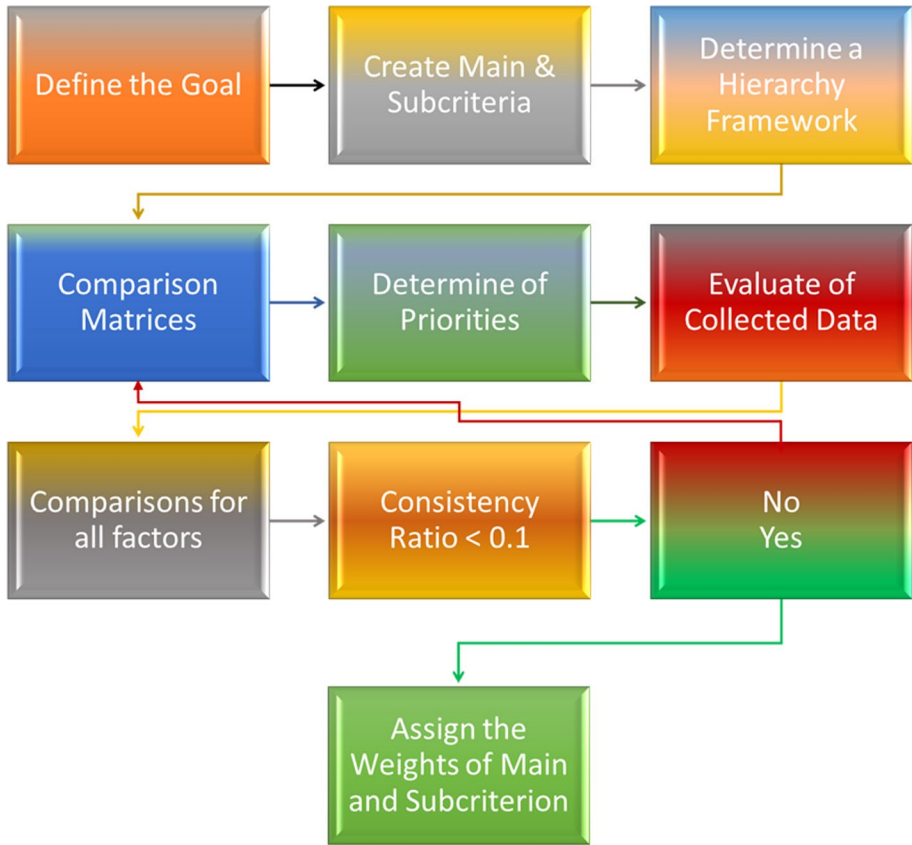 Define the Goal
Create Main &
Subcriteria
Determine a
Hierarchy
Framework
Comparison
Matrices
Determine of
Priorities
Evaluate of
Collected Data
Comparisons for
all factors
Consistency
Ratio < 0.1
No
Yes
Assign the
Weights of Main
and Subcriterion